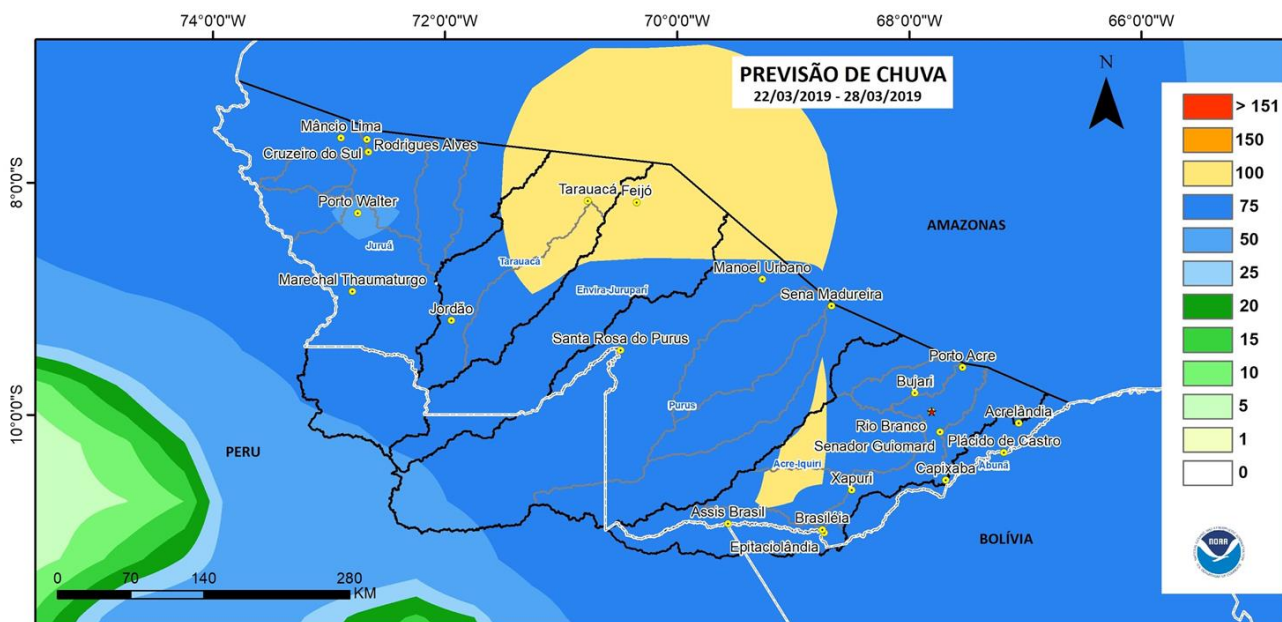 74°0'0"W
72°0'0"W
70°0'0"W
68°0'0"W
66°0'0"W
8°0'0"S
10°0'0"S
PREVISÃO DE CHUVA
22/03/2019 - 28/03/2019
N
> 151
150
100
75
50
25
20
15
10
5
1
0
Mâncio Lima
Rodrigues Alves
Cruzeiro do Sul
Porto Walter
Juruá
Marechal Thaumaturgo
Jordão
Tarauacá
Feijó
Tarauacá
Envira-Jurupari
Manoel Urbano
Sena Madureira
Santa Rosa do Purus
Purus
AMAZONAS
Porto Acre
Bujari
Rio Branco
Acrelândia
Senador Guiomard
Plácido de Castro
Abunã
Acre-Iquiri
Capixaba
Xapuri
Assis Brasil
Brasiléia
Epitaciolândia
PERU
BOLÍVIA
0
70
140
280
KM
NOAA